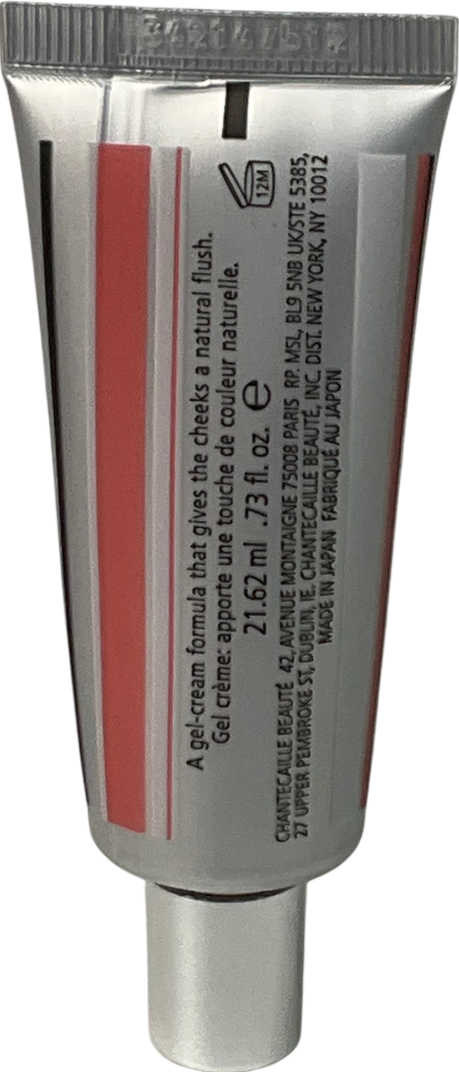 12M
A gel-cream formula that gives the cheeks a natural flush.
Gel crème: apporte une touche de couleur naturelle.
21.62 ml .73 fl. oz. ℮
CHANTECAILLE BEAUTÉ 42, AVENUE MONTAIGNE 75008 PARIS RP. MSL, BL9 5NB UK/STE 5385,
27 UPPER PEMBROKE ST, DUBLIN, IE. CHANTECAILLE BEAUTÉ, INC. DIST. NEW YORK, NY 10012
MADE IN JAPAN FABRIQUÉ AU JAPON